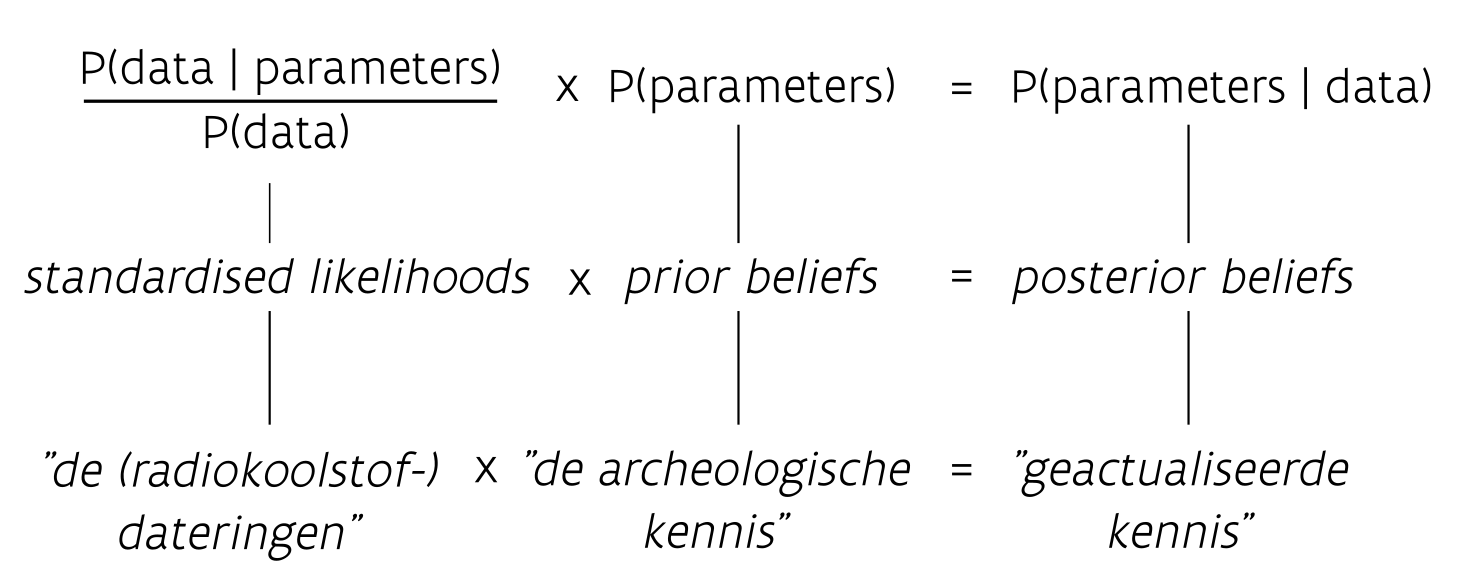 P(data | parameters) x P(parameters) = P(parameters | data)
P(data)
standardised likelihoods x prior beliefs = posterior beliefs
”de (radiokoolstof-) x ”de archeologische = ”geactualiseerde
dateringen” kennis” kennis”